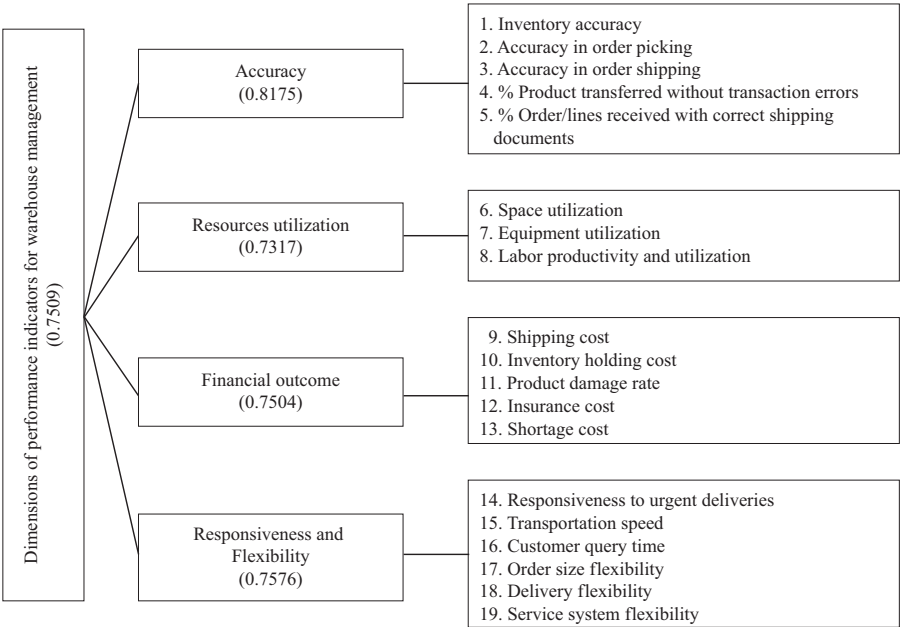 Dimensions of performance indicators for warehouse management
(0.7509)
Accuracy
(0.8175)
1. Inventory accuracy
2. Accuracy in order picking
3. Accuracy in order shipping
4. % Product transferred without transaction errors
5. % Order/lines received with correct shipping
documents
Resources utilization
(0.7317)
6. Space utilization
7. Equipment utilization
8. Labor productivity and utilization
Financial outcome
(0.7504)
9. Shipping cost
10. Inventory holding cost
11. Product damage rate
12. Insurance cost
13. Shortage cost
Responsiveness and
Flexibility
(0.7576)
14. Responsiveness to urgent deliveries
15. Transportation speed
16. Customer query time
17. Order size flexibility
18. Delivery flexibility
19. Service system flexibility